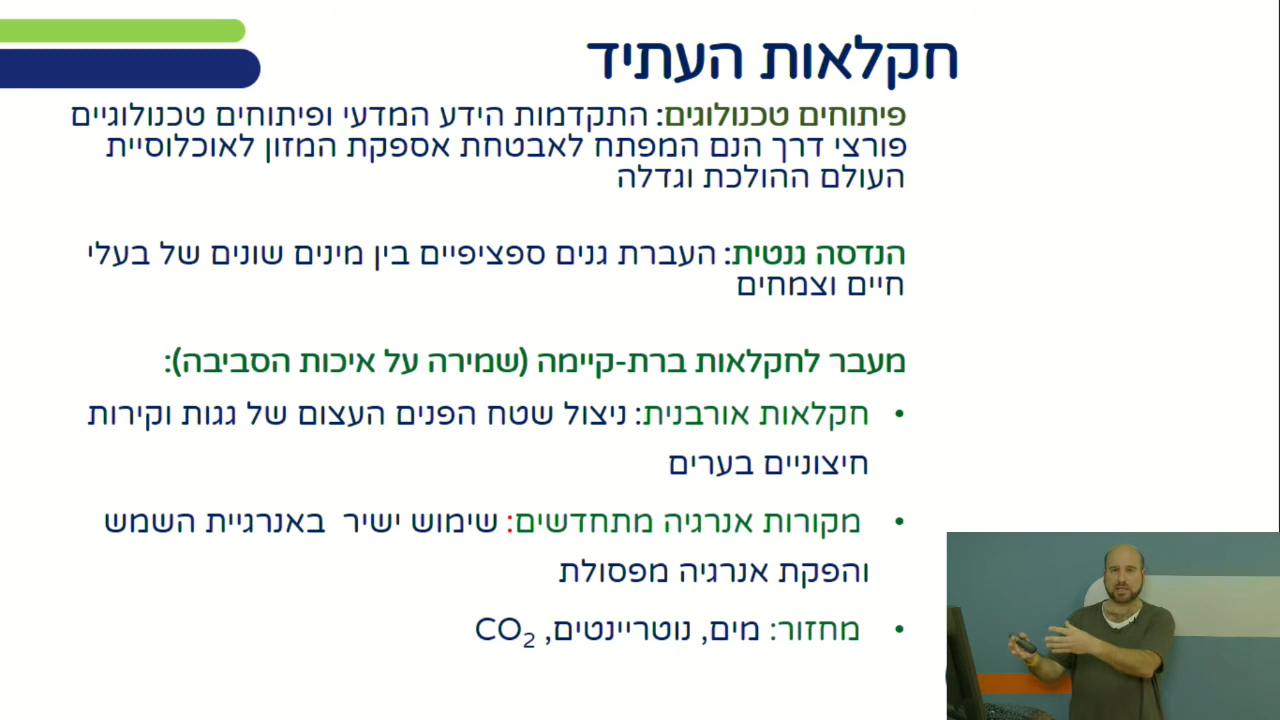 חקלאות העתיד
פיתוחים טכנולוגים: התקדמות הידע המדעי ופיתוחים טכנולוגיים
פורצי דרך הנם המפתח לאבטחת אספקת המזון לאוכלוסיית
העולם ההולכת וגדלה
הנדסה גנטית: העברת גנים ספציפיים בין מינים שונים של בעלי
חיים וצמחים
מעבר לחקלאות ברת-קיימה (שמירה על איכות הסביבה):
• חקלאות אורבנית: ניצול שטח הפנים העצום של גגות וקירות
חיצוניים בערים
• מקורות אנרגיה מתחדשים: שימוש ישיר באנרגיית השמש
והפקת אנרגיה מפסולת
• מחזור: מים, נוטריינטים, CO₂